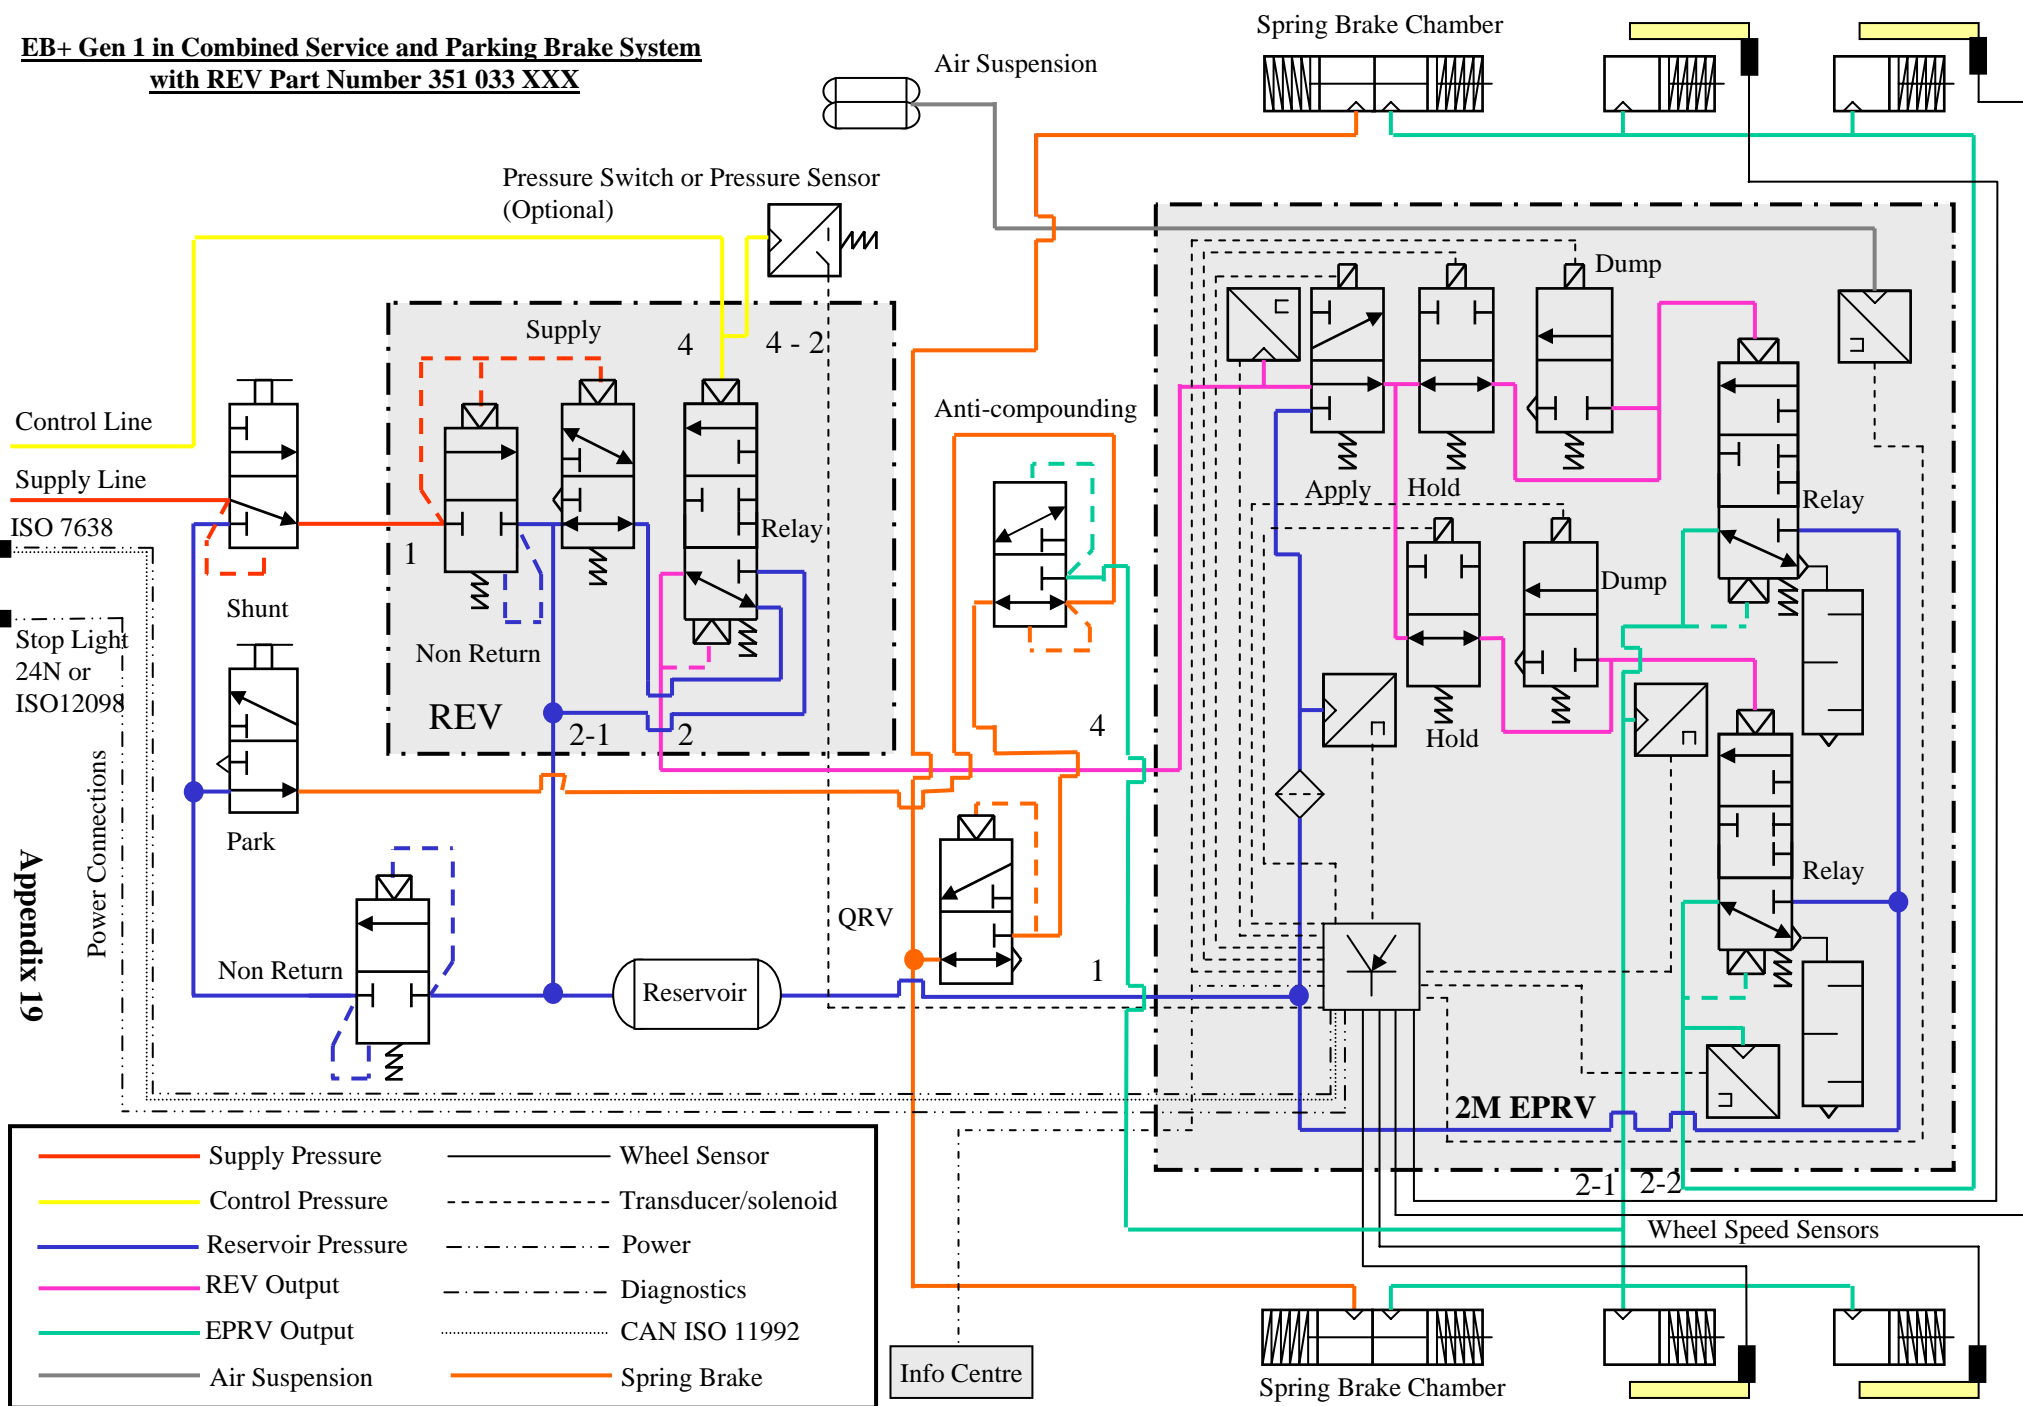 EB+ Gen 1 in Combined Service and Parking Brake System
with REV Part Number 351 033 XXX
Spring Brake Chamber
Air Suspension
Pressure Switch or Pressure Sensor
(Optional)
Dump
Supply
4
4 - 2
Control Line
Anti-compounding
Supply Line
Apply
Hold
Relay
ISO 7638
Relay
1
Shunt
Dump
Stop Light
24N or
ISO12098
Non Return
REV
2-1
2
4
Hold
Park
Power Connections
Appendix 19
Relay
QRV
Non Return
Reservoir
1
2M EPRV
Supply Pressure
Wheel Sensor
2-1
2-2
Control Pressure
Transducer/solenoid
Wheel Speed Sensors
Reservoir Pressure
Power
REV Output
Diagnostics
EPRV Output
CAN ISO 11992
Air Suspension
Spring Brake
Info Centre
Spring Brake Chamber